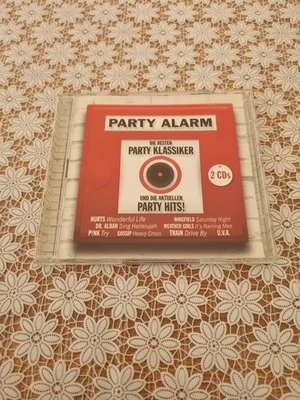 PARTY ALARM
DIE BESTEN
PARTY KLASSIKER
2 CDs
UND DIE AKTUELLEN
PARTY HITS!
HURTS Wonderful Life WHIGFIELD Saturday Night
DR. ALBAN Sing Hallelujah WEATHER GIRLS It's Raining Men
P!NK Try GOSSIP Heavy Cross TRAIN Drive By U.V.A.